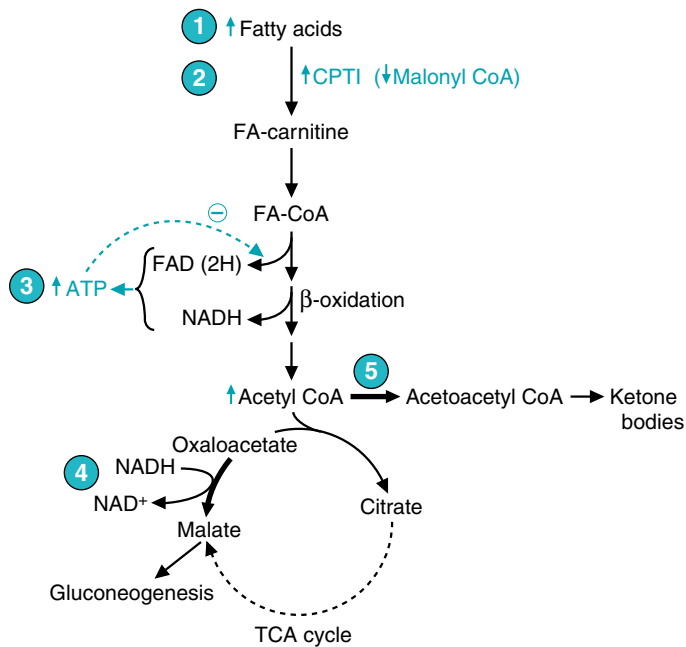 1 ↑ Fatty acids
2 ↑CPTI (↓Malonyl CoA)
FA-carnitine
FA-CoA
−
FAD (2H)
3 ↑ ATP
NADH
β-oxidation
5
↑Acetyl CoA
Acetoacetyl CoA
Ketone
bodies
Oxaloacetate
4
NADH
NAD+
Citrate
Malate
Gluconeogenesis
TCA cycle